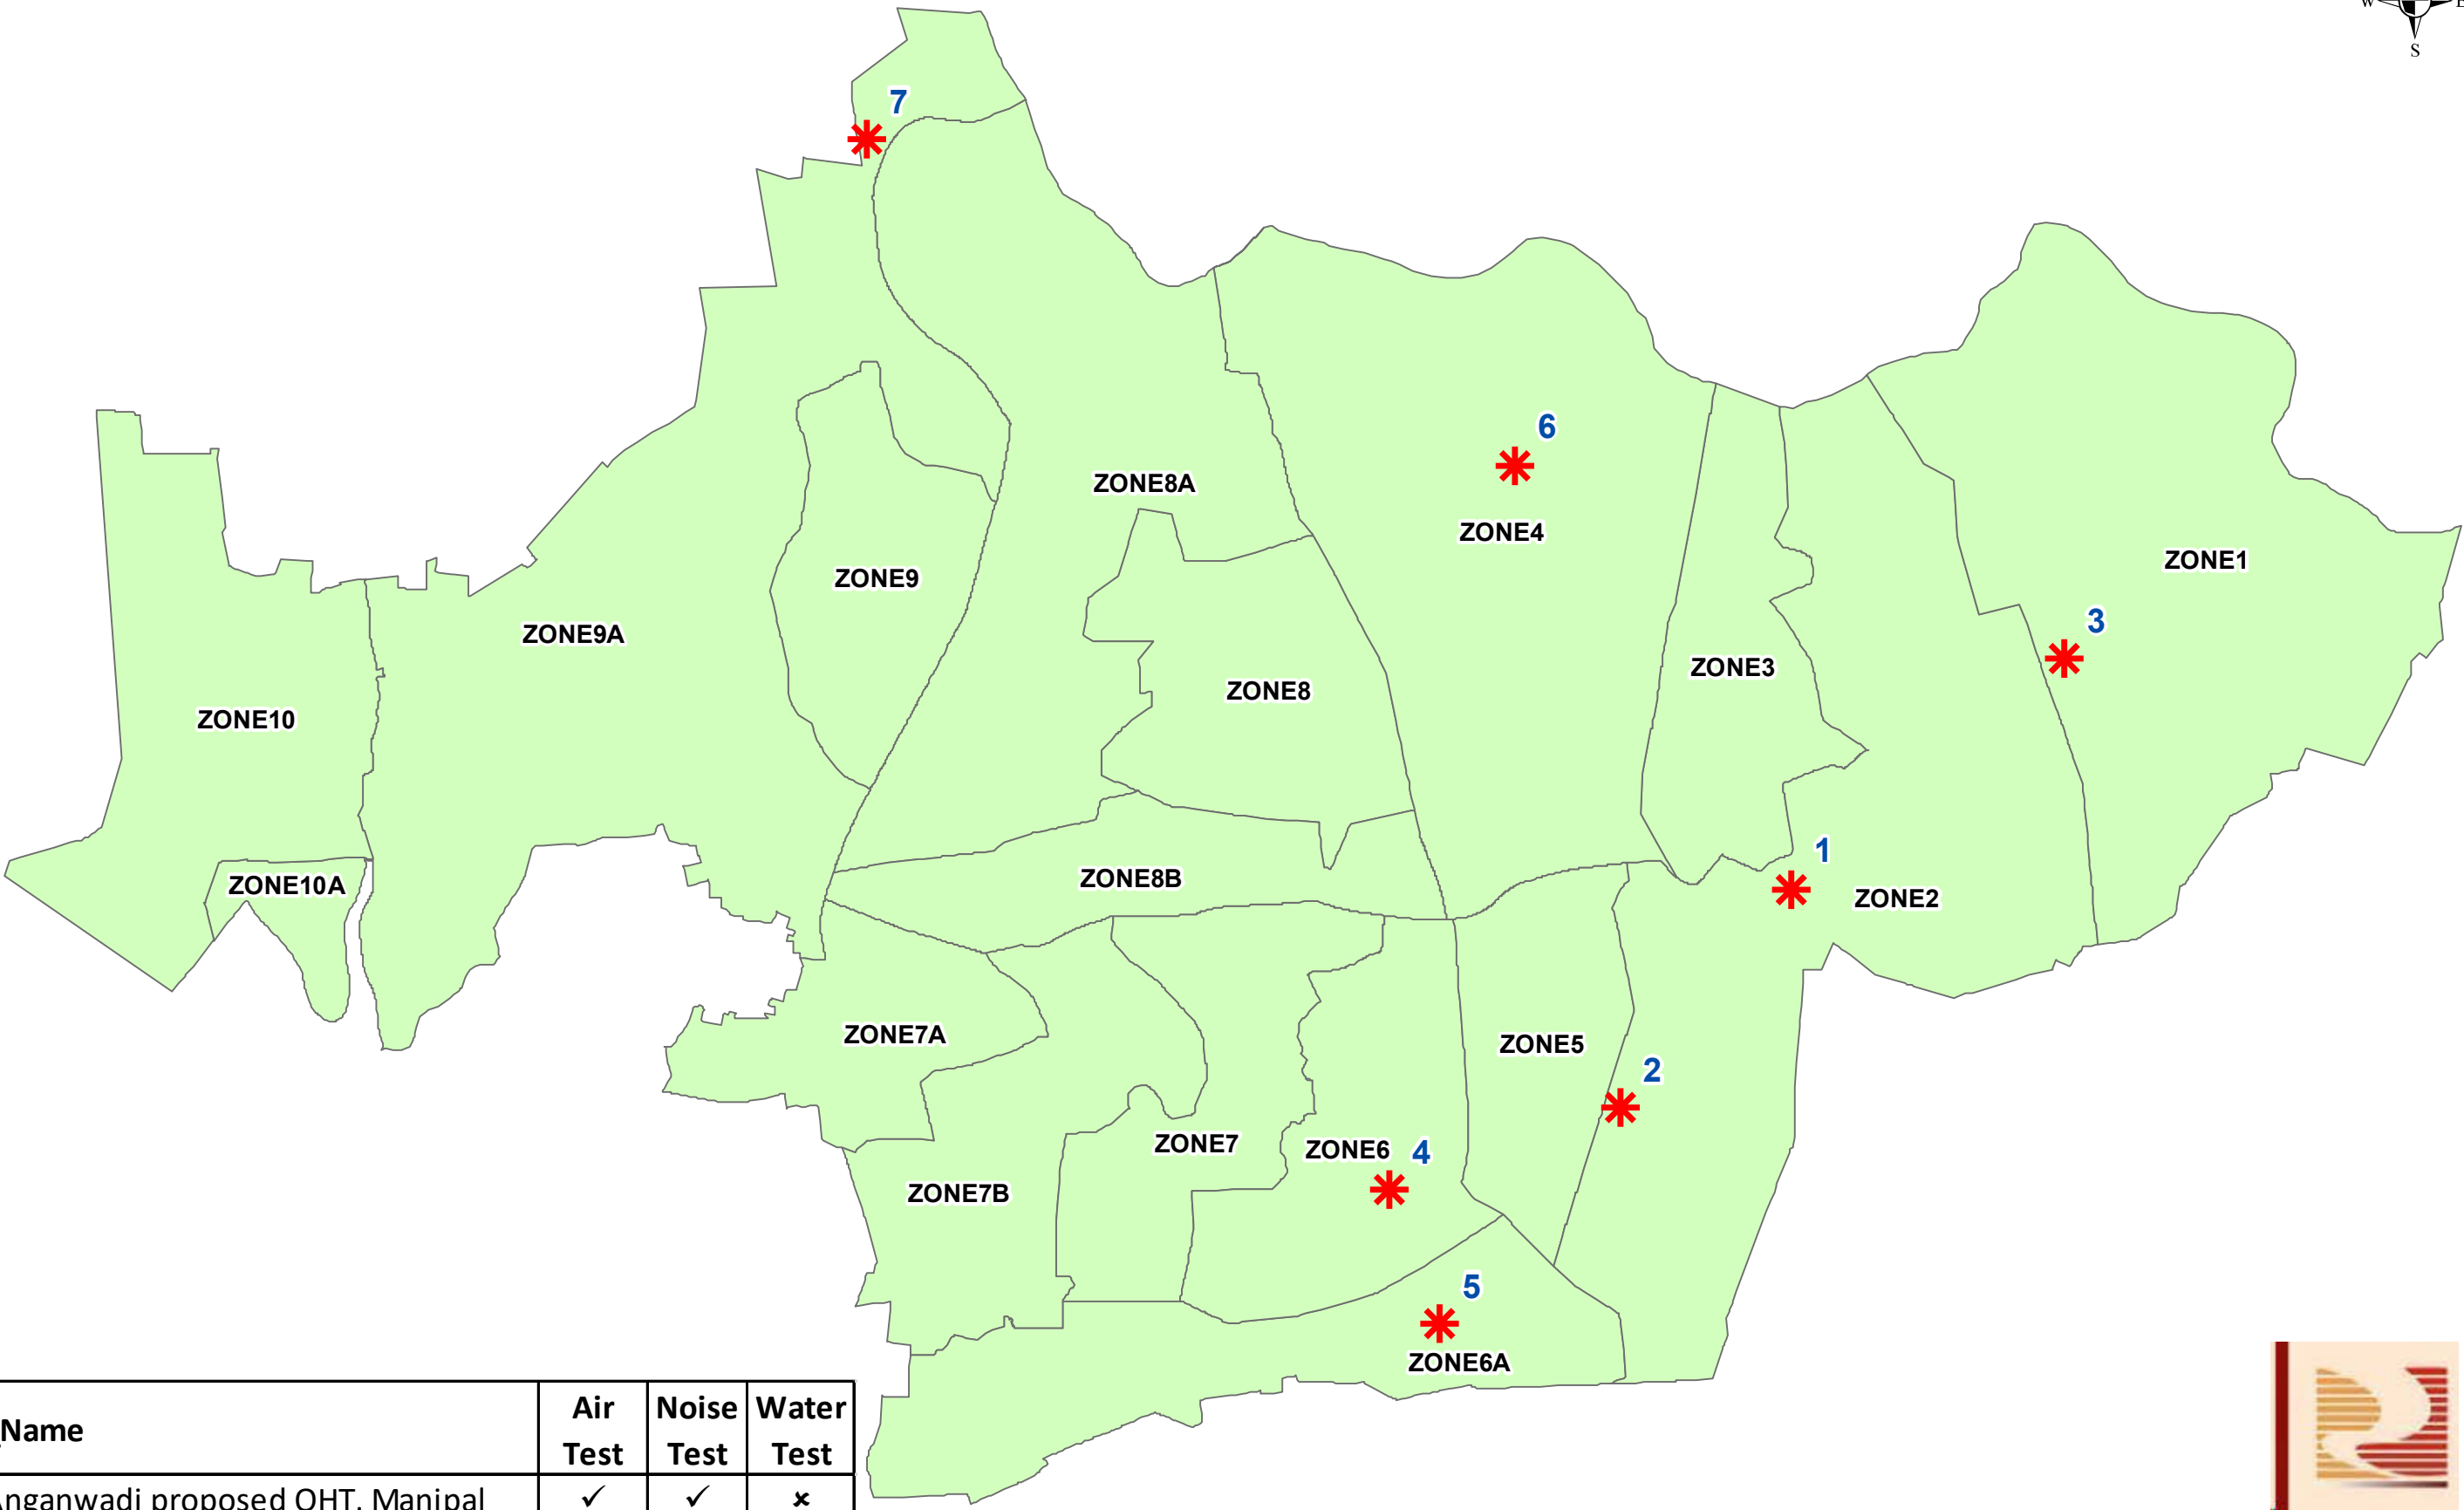 W E
S
7
6
ZONE8A
ZONE4
ZONE1
ZONE9
3
ZONE9A
ZONE3
ZONE8
ZONE10
1
ZONE8B
ZONE10A
ZONE2
ZONE7A
ZONE5
2
ZONE7
ZONE6 4
ZONE7B
5
ZONE6A
Name Air Test Noise Test Water Test
Anganwadi proposed OHT, Manipal ✓ ✓ ×